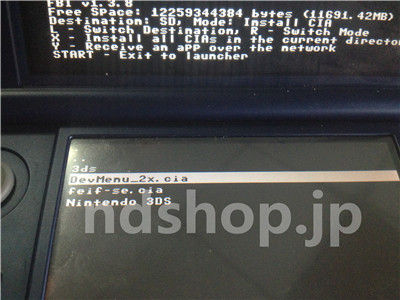 FBI v1.3.8
Free Space: 12259344384 bytes (11691.42MB)
Destination: SD, Mode: Install CIA
L - Switch Destination, R - Switch Mode
X - Install all CIAs in the current director
Y - Receive an app over the network
START - Exit to launcher
..
3ds
DevMenu_2x.cia
feif-se.cia
Nintendo 3DS
ndshop.jp